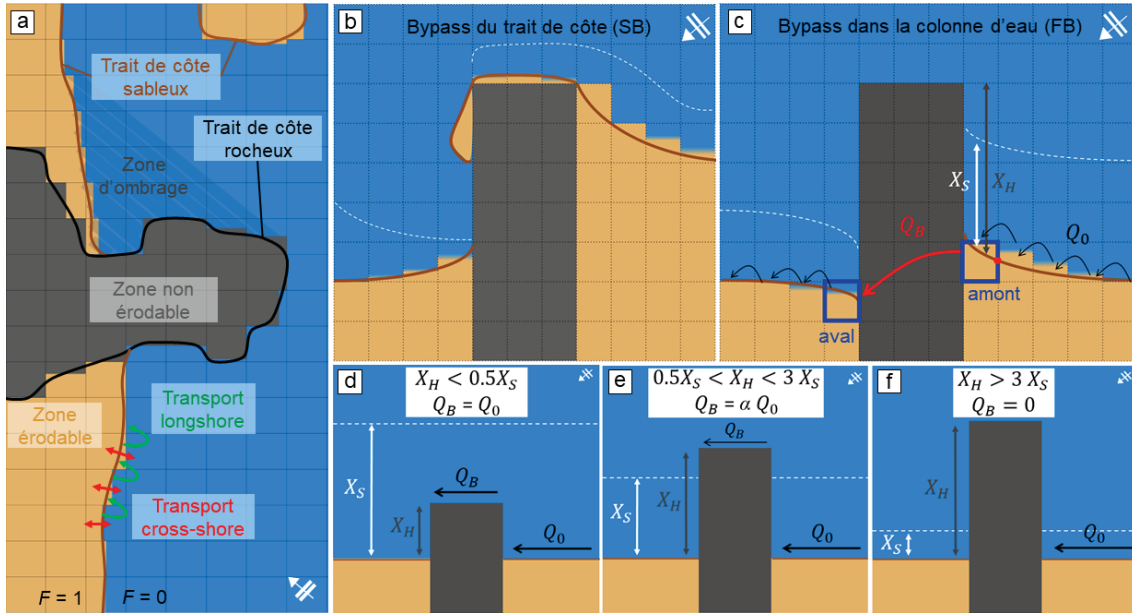 a
Trait de côte
sableux
Trait de côte
rocheux
Zone
d'ombrage
Zone non
érodable
Zone
érodable
Transport
longshore
Transport
cross-shore
F = 1
F = 0
b
Bypass du trait de côte (SB)
c
Bypass dans la colonne d'eau (FB)
X_S
X_H
Q_B
Q_0
amont
aval
d
X_H < 0.5X_S
Q_B = Q_0
X_S
X_H
Q_B
Q_0
e
0.5X_S < X_H < 3 X_S
Q_B = α Q_0
Q_B
X_S
X_H
Q_0
f
X_H > 3 X_S
Q_B = 0
X_H
X_S
Q_0